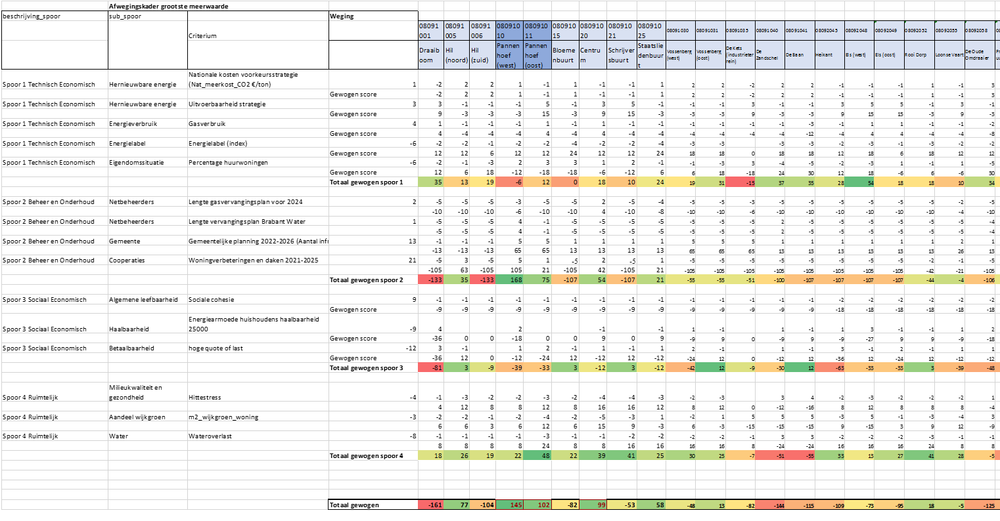 Afwegingskader grootste meerwaarde
beschrijving_spoor sub_spoor Weging
Criterium 08091001 08091005 08091006 08091010 08091011 08091015 08091020 08091021 08091025 08091030 08091031 08091035 08091040 08091041 08092045 08092048 08092049 08092052 08092055 08092058
Draaiboom Hil (noord) Hil (zuid) Pannenhoef (west) Pannenhoef (oost) Bloemenbuurt Centrum Schrijversbuurt Staatsliedenbuurt Vossenberg (west) Vossenberg (oost) De Kets (industrieterrein) De Zandschel De Baan Heikant Els (west) Els (oost) Rooi Dorp Loonse Vaart De Oude Omdraaier
Spoor 1 Technisch Economisch Hernieuwbare energie Nationale kosten voorkeursstrategie (Nat_meerkost_CO2 €/ton) 1 -2 2 2 1 -1 1 -1 -1 1 2 2 -2 2 2 -1 -1 -1 1 -1 3
Gewogen score -2 2 2 1 -1 1 -1 -1 1 2 2 -2 2 2 -1 -1 -1 1 -1 3
Spoor 1 Technisch Economisch Hernieuwbare energie Uitvoerbaarheid strategie 3 3 -1 -1 -1 5 -1 3 5 -1 -1 -1 3 -1 -1 3 5 5 -1 3 -1
Gewogen score 9 -3 -3 -3 15 -3 9 15 -3 -3 -3 9 -3 -3 9 15 15 -3 9 -3
Spoor 1 Technisch Economisch Energieverbruik Gasverbruik 4 1 -1 -1 -1 1 -1 1 -1 -1 -1 -1 -1 -1 -3 -1 1 1 -1 -1 -2
Gewogen score 4 -4 -4 -4 4 -4 4 -4 -4 -4 -4 -4 -4 -12 -4 4 4 -4 -4 -8
Spoor 1 Technisch Economisch Energielabel Energielabel (index) -6 -2 -2 -1 -2 -2 -4 -2 -2 -4 -3 -3 -3 -3 -2 -3 -1 -3 -2 -2
Gewogen score 12 12 6 12 12 24 12 12 24 18 18 0 18 18 12 18 6 18 12 12
Spoor 1 Technisch Economisch Eigendomssituatie Percentage huurwoningen -6 -2 -1 -3 2 3 3 1 2 -1 -1 -3 3 -4 -5 -2 -3 1 -1 1 -5
Gewogen score 12 6 18 -12 -18 -18 -6 -12 6 6 18 -18 24 30 12 18 -6 6 -6 30
Totaal gewogen spoor 1 35 13 19 -6 12 0 18 10 24 19 31 -15 37 35 28 54 18 18 10 34
Spoor 2 Beheer en Onderhoud Netbeheerders Lengte gasvervangingsplan voor 2024 2 -5 -5 -5 -3 -5 -5 2 -5 -4 -5 -5 -3 -5 -5 -5 -5 -5 -5 -2 -5
-10 -10 -10 -6 -10 -10 4 -10 -8 -10 -10 -6 -10 -10 -10 -10 -10 -10 -4 -10
Spoor 2 Beheer en Onderhoud Netbeheerders Lengte vervangingsplan Brabant Water 1 -5 -5 -5 4 -1 -5 -5 -5 -5 -5 -5 -5 2 -5 -5 -5 -5 -5 -5 -4
-5 -5 -5 4 -1 -5 -5 -5 -5 -5 -5 -5 2 -5 -5 -5 -5 -5 -5 -4
Spoor 2 Beheer en Onderhoud Gemeente Gemeentelijke planning 2022-2026 (Aantal infr 13 -1 -1 -1 5 5 1 1 1 1 5 5 5 1 1 1 1 1 1 2 1
-13 -13 -13 65 65 13 13 13 13 65 65 65 13 13 13 13 13 13 26 13
Spoor 2 Beheer en Onderhoud Cooperaties Woningverbeteringen en daken 2021-2025 21 -5 3 -5 5 1 -5 2 -5 1 -5 -5 -5 -5 -5 -5 -5 -5 -2 -1 -5
-105 63 -105 105 21 -105 42 -105 21 -105 -105 -105 -105 -105 -105 -105 -105 -42 -21 -105
Totaal gewogen spoor 2 -133 35 -133 168 75 -107 54 -107 21 -55 -55 -51 -100 -107 -107 -107 -107 -44 -4 -106
Spoor 3 Sociaal Economisch Algemene leefbaarheid Sociale cohesie 9 -1 -1 -1 -1 -1 -1 -1 -1 -1 -1 -1 -1 -1 -1 -2 -2 -2 -2 -2 -2
Gewogen score -9 -9 -9 -9 -9 -9 -9 -9 -9 -9 -9 -9 -9 -9 -18 -18 -18 -18 -18 -18
Spoor 3 Sociaal Economisch Haalbaarheid Energiearmoede huishoudens haalbaarheid 25000 -9 4 2 -1 -1 1 -1 1 -1 1 3 -1 -1 1 2
Gewogen score -36 0 0 -18 0 0 9 0 9 -9 9 0 -9 9 -9 -27 9 9 -9 -18
Spoor 3 Sociaal Economisch Betaalbaarheid hoge quote of last -12 3 -1 1 2 -1 1 -1 1 2 -1 1 -1 3 -1 2 -1 1 1
Gewogen score -36 12 0 -12 -24 12 -12 12 -12 -24 12 0 -12 12 -36 12 -24 12 -12 -12
Totaal gewogen spoor 3 -81 3 -9 -39 -33 3 -12 3 -12 -42 12 -9 -30 12 -63 -33 -33 3 -39 -48
Spoor 4 Ruimtelijk Milieukwaliteit en gezondheid Hittestress -4 -1 -3 -2 -2 -3 -2 -4 -4 -3 -2 -3 3 4 -2 -3 -2 -2 -2 1
4 12 8 8 12 8 16 16 12 8 12 0 -12 -16 8 12 8 8 8 -4
Spoor 4 Ruimtelijk Aandeel wijkgroen m2_wijkgroen_woning -3 -2 -2 -1 -2 -4 -2 -5 -3 1 -2 1 5 5 5 -3 5 -1 -3 -4 3
6 6 3 6 12 6 15 9 -3 6 -3 -15 -15 -15 9 -15 3 9 12 -9
Spoor 4 Ruimtelijk Water Wateroverlast -8 -1 -1 -1 -1 -3 -1 -1 -2 -2 -2 -2 -1 3 3 -2 -2 -2 -3 -1 -1
8 8 8 8 24 8 8 16 16 16 16 8 -24 -24 16 16 16 24 8 8
Totaal gewogen spoor 4 18 26 19 22 48 22 39 41 25 30 25 -7 -51 -55 33 13 27 41 28 -5
Totaal gewogen -161 77 -104 145 102 -82 99 -53 58 -48 13 -82 -144 -115 -109 -73 -95 18 -5 -125